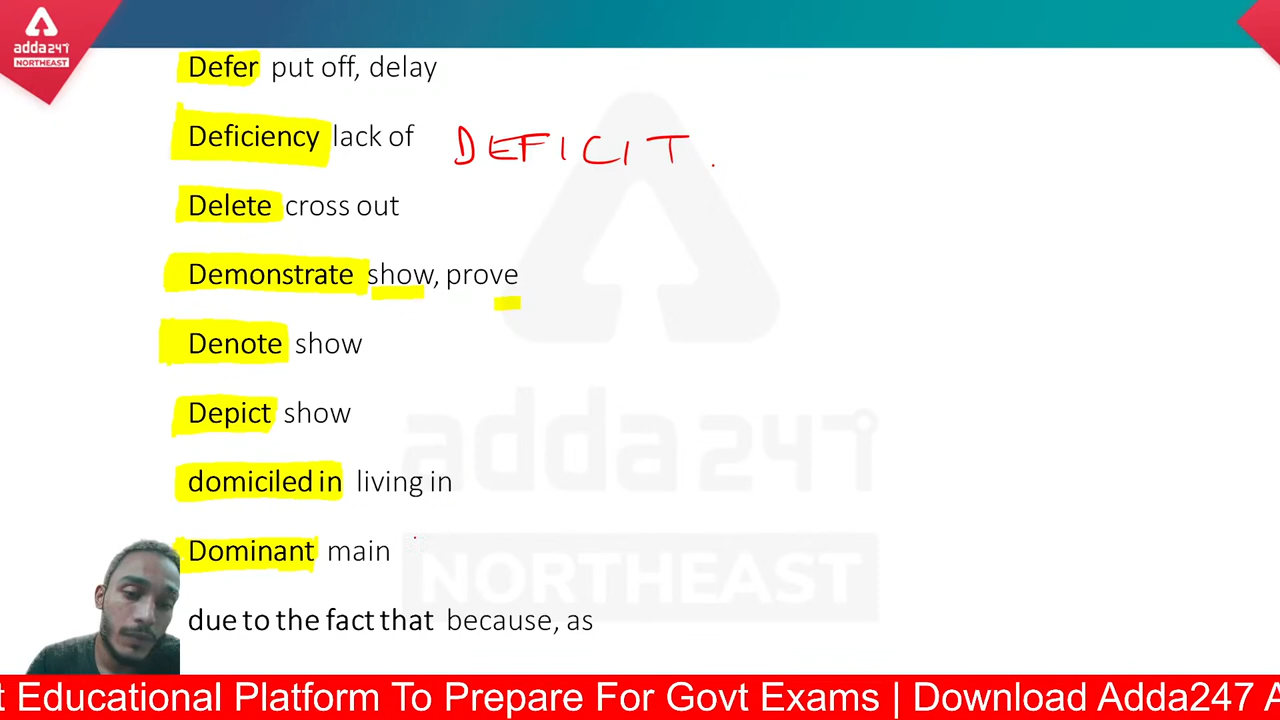 adda247
NORTHEAST
Defer put off, delay
Deficiency lack of DEFICIT.
Delete cross out
Demonstrate show, prove
Denote show
Depict show
adda247
domiciled in living in
Dominant main
NORTHEAST
due to the fact that because, as
t Educational Platform To Prepare For Govt Exams | Download Adda247 A